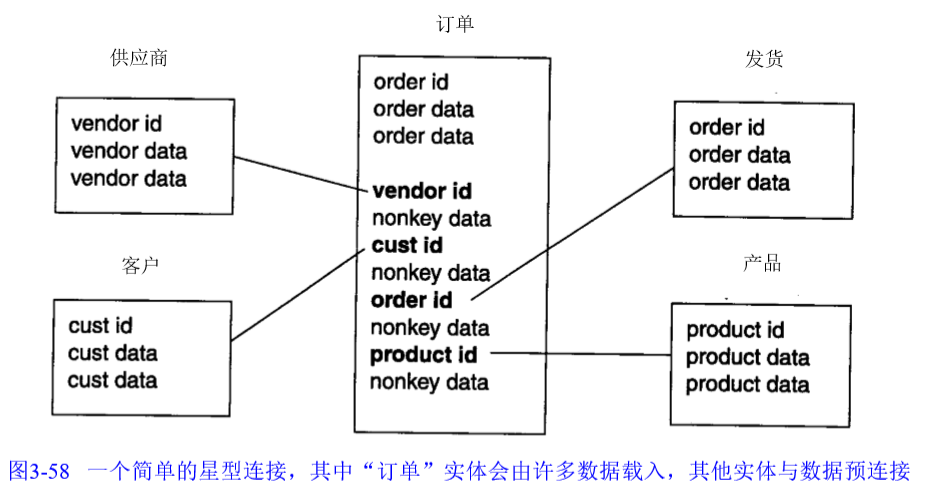 订单
供应商
发货
order id
order data
order data
vendor id
nonkey data
cust id
nonkey data
order id
nonkey data
product id
nonkey data
vendor id
vendor data
vendor data
order id
order data
order data
客户
产品
cust id
cust data
cust data
product id
product data
product data
图3-58 一个简单的星型连接，其中“订单”实体会由许多数据载入，其他实体与数据预连接